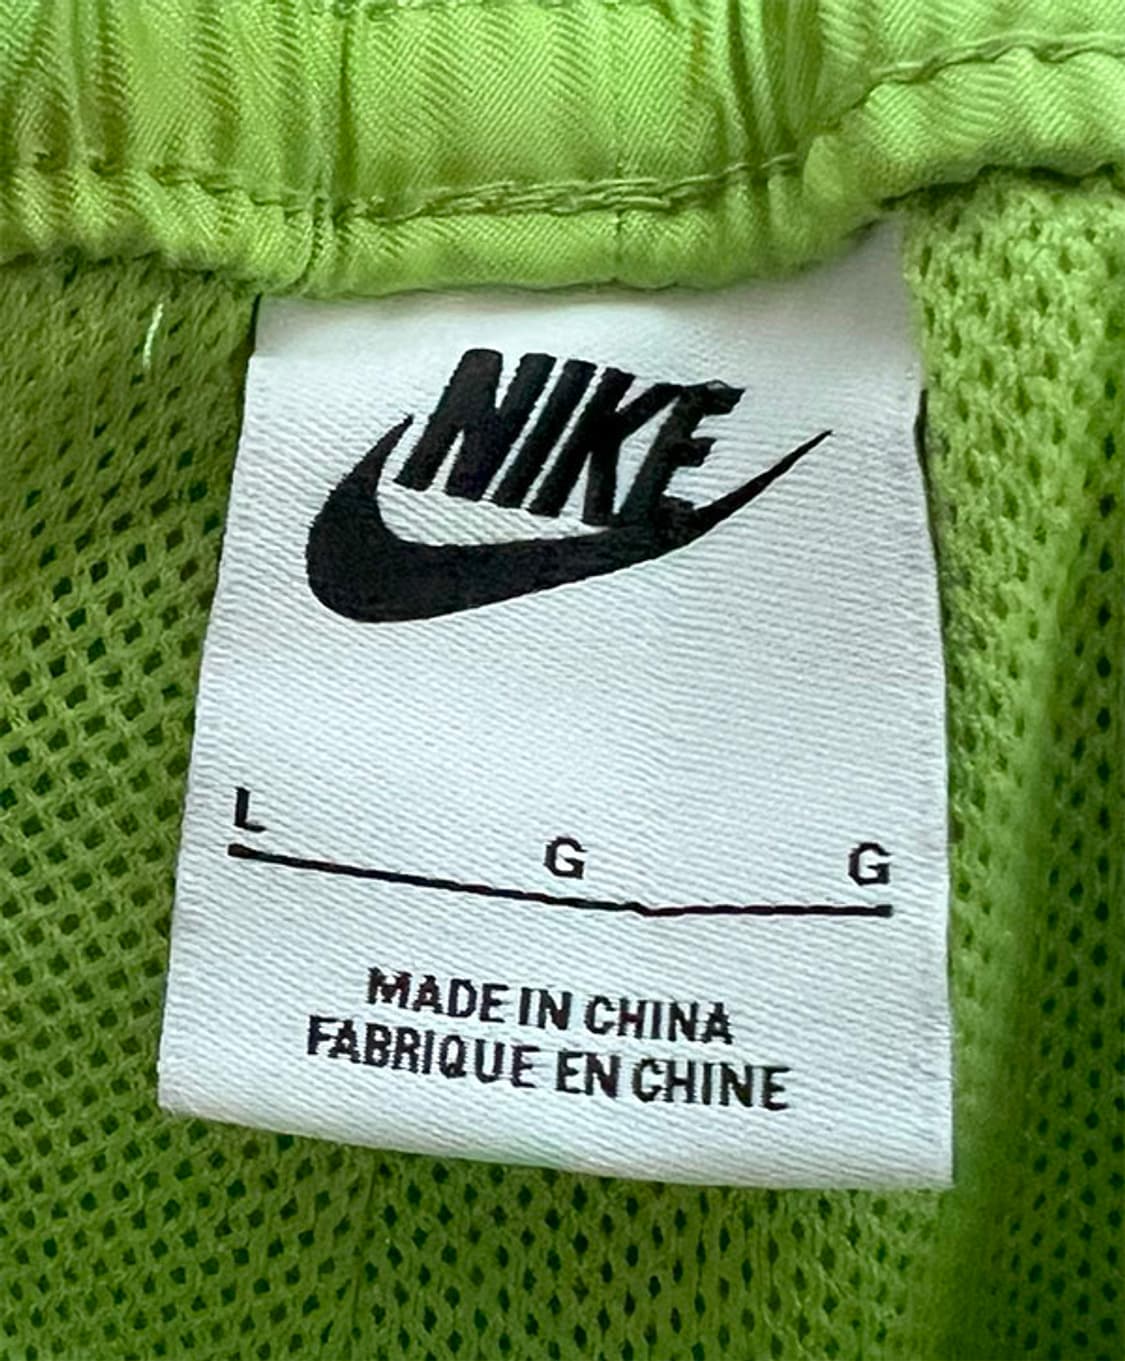 NIKE
L G G
MADE IN CHINA
FABRIQUE EN CHINE